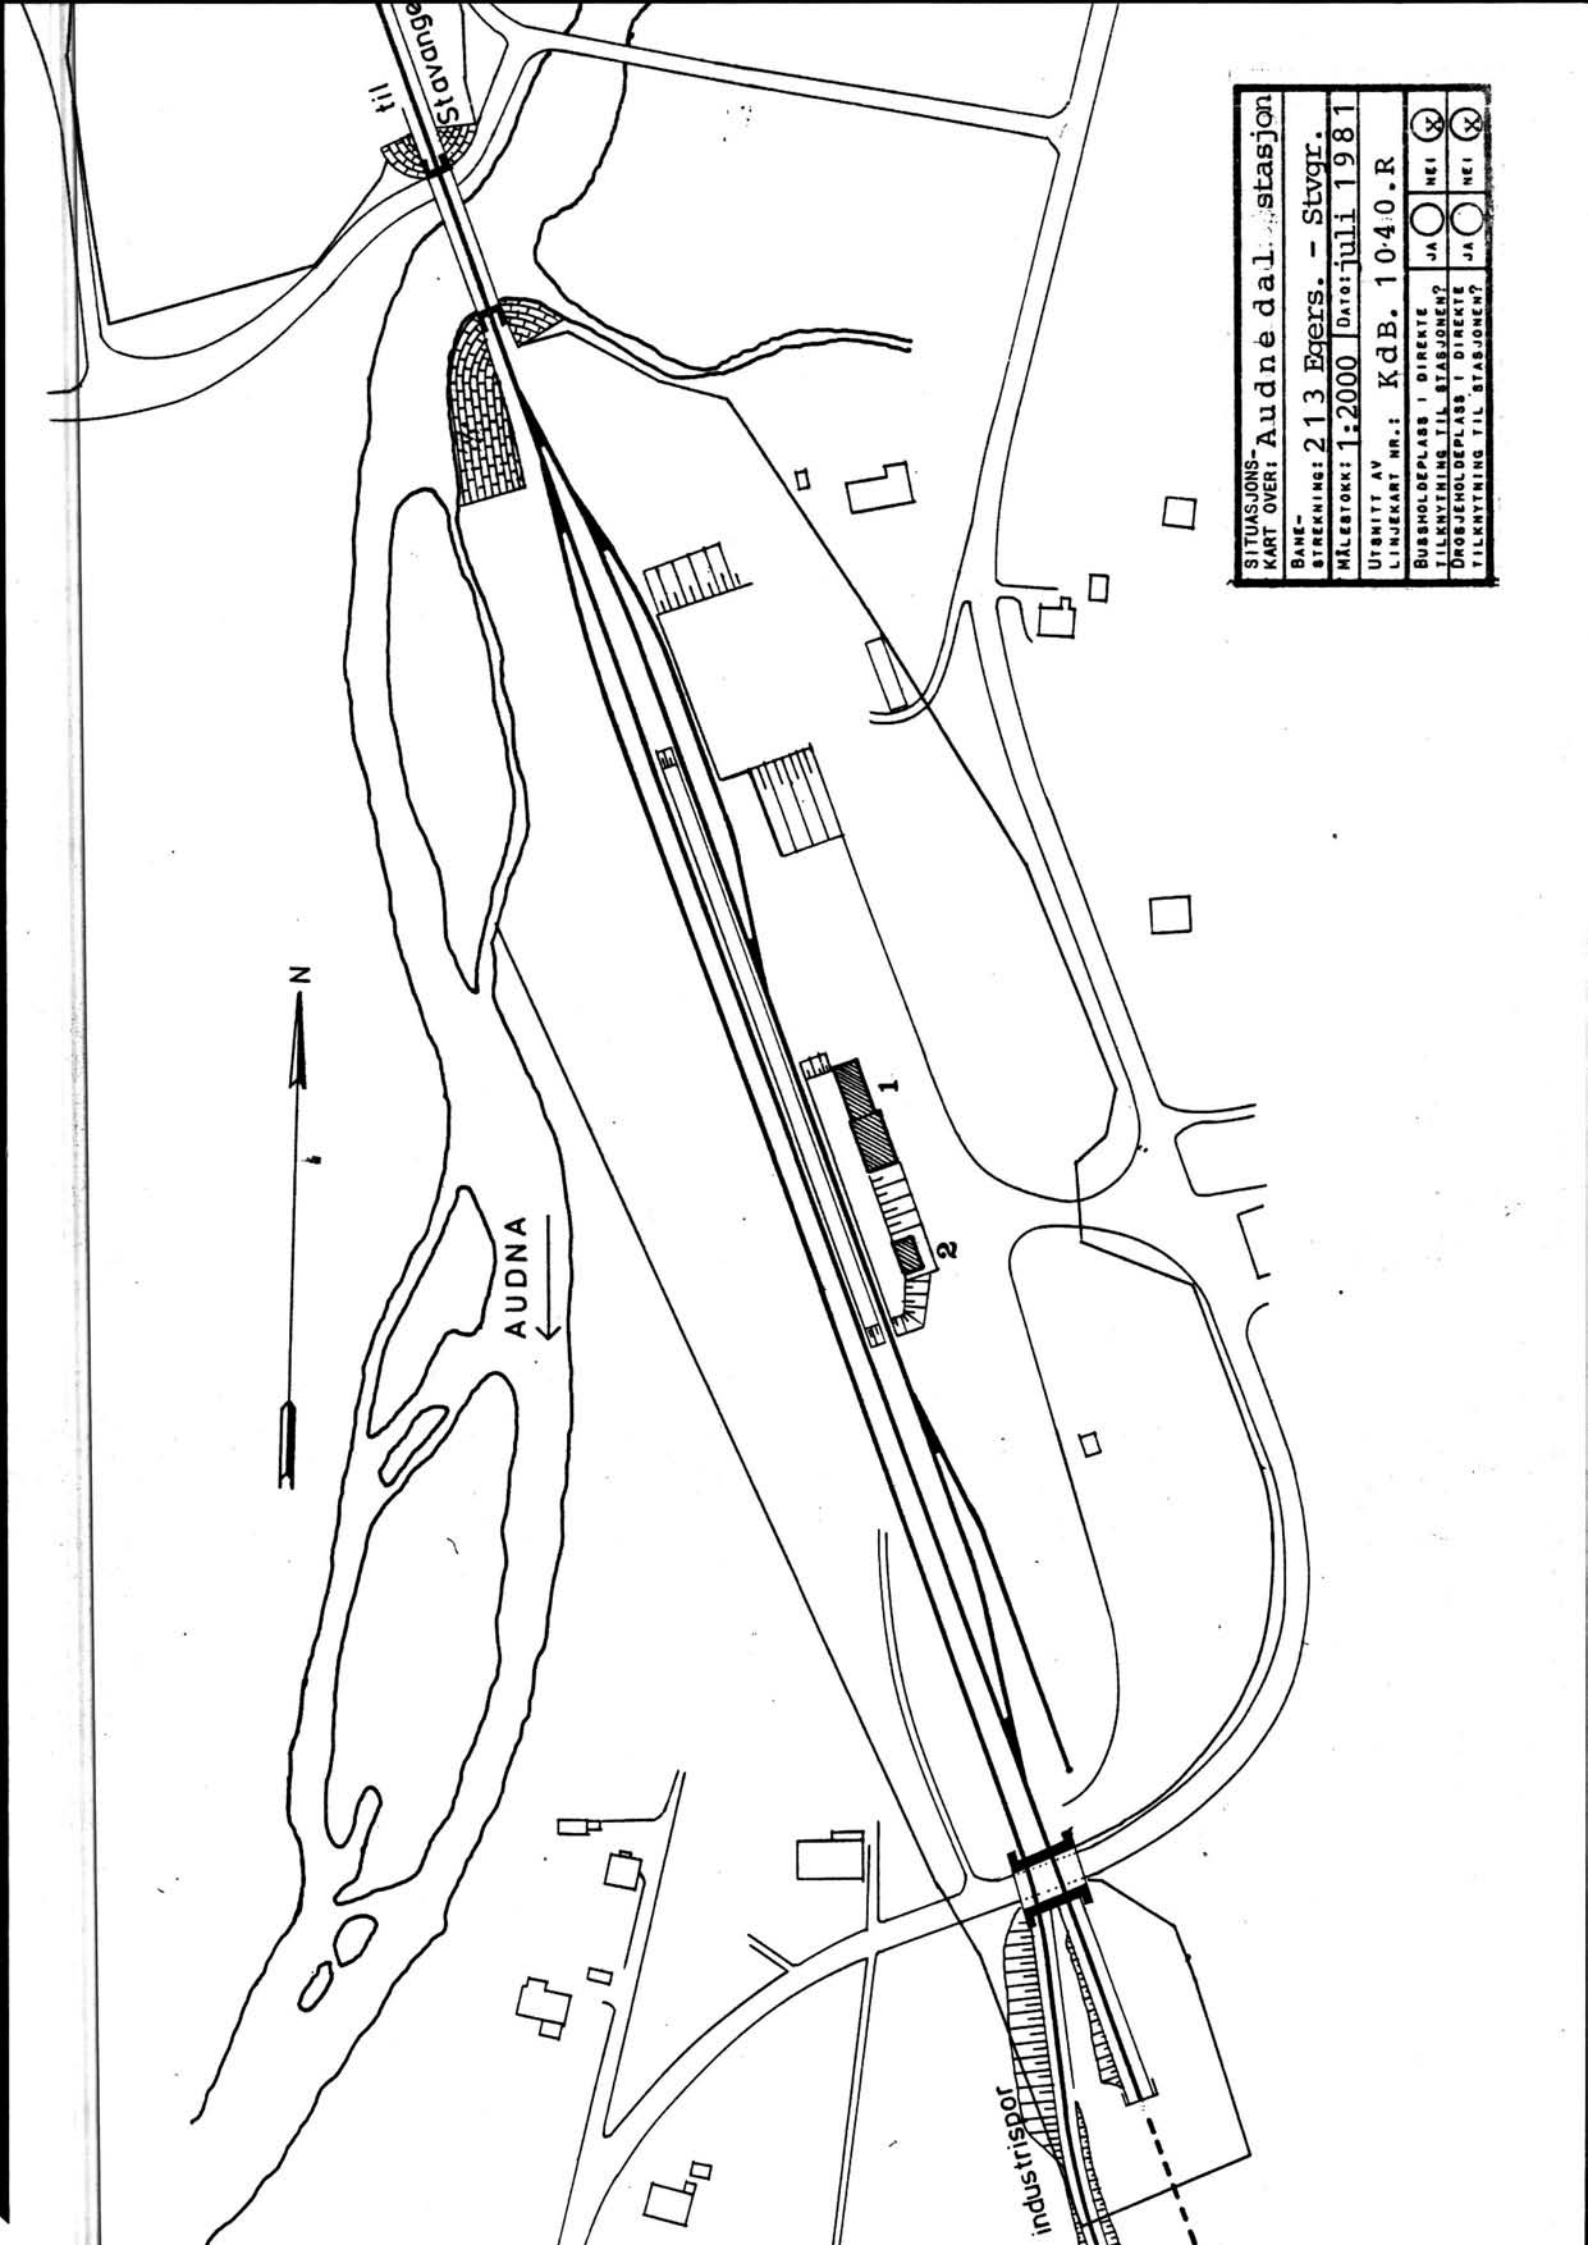 til
Stavange
N
AUDNA
1
2
industrispor
SITUASJONS-
KART OVER: Audnedal stasjon
BANE-
STREKNING: 213 Egers. - Stvgr.
MÅLESTOKK: 1:2000 DATO: juli 1981
UTSNITT AV
LINJEKART NR.: KdB. 1040.R
BUSSHOLDEPLASS I DIREKTE
TILKNYTNING TIL STASJONEN? JA NEI X
DROSJEHOLDEPLASS I DIREKTE
TILKNYTNING TIL STASJONEN? JA NEI X